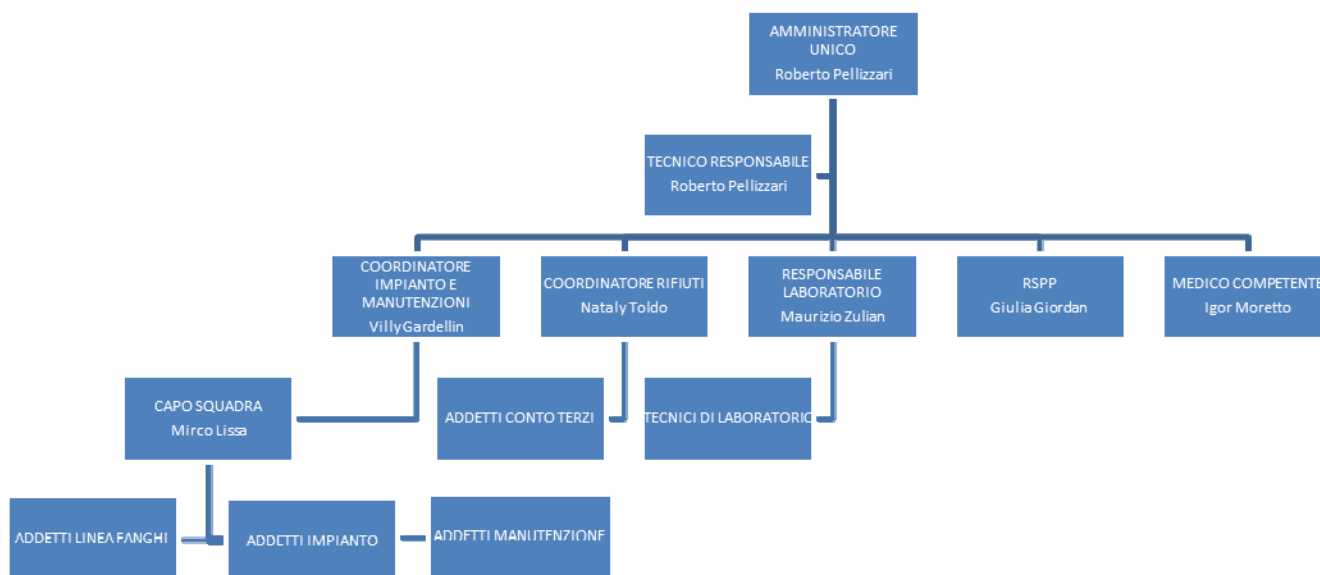 AMMINISTRATORE
UNICO
Roberto Pellizzari
TECNICO RESPONSABILE
Roberto Pellizzari
COORDINATORE
IMPIANTO E
MANUTENZIONI
Villy Gardellin
COORDINATORE RIFIUTI
Nataly Toldo
RESPONSABILE
LABORATORIO
Maurizio Zulian
RSPP
Giulia Giordan
MEDICO COMPETENTE
Igor Moretto
CAPO SQUADRA
Mirco Lissa
ADDETTI CONTO TERZI
TECNICI DI LABORATORIO
ADDETTI LINEA FANGHI
ADDETTI IMPIANTO
ADDETTI MANUTENZIONE